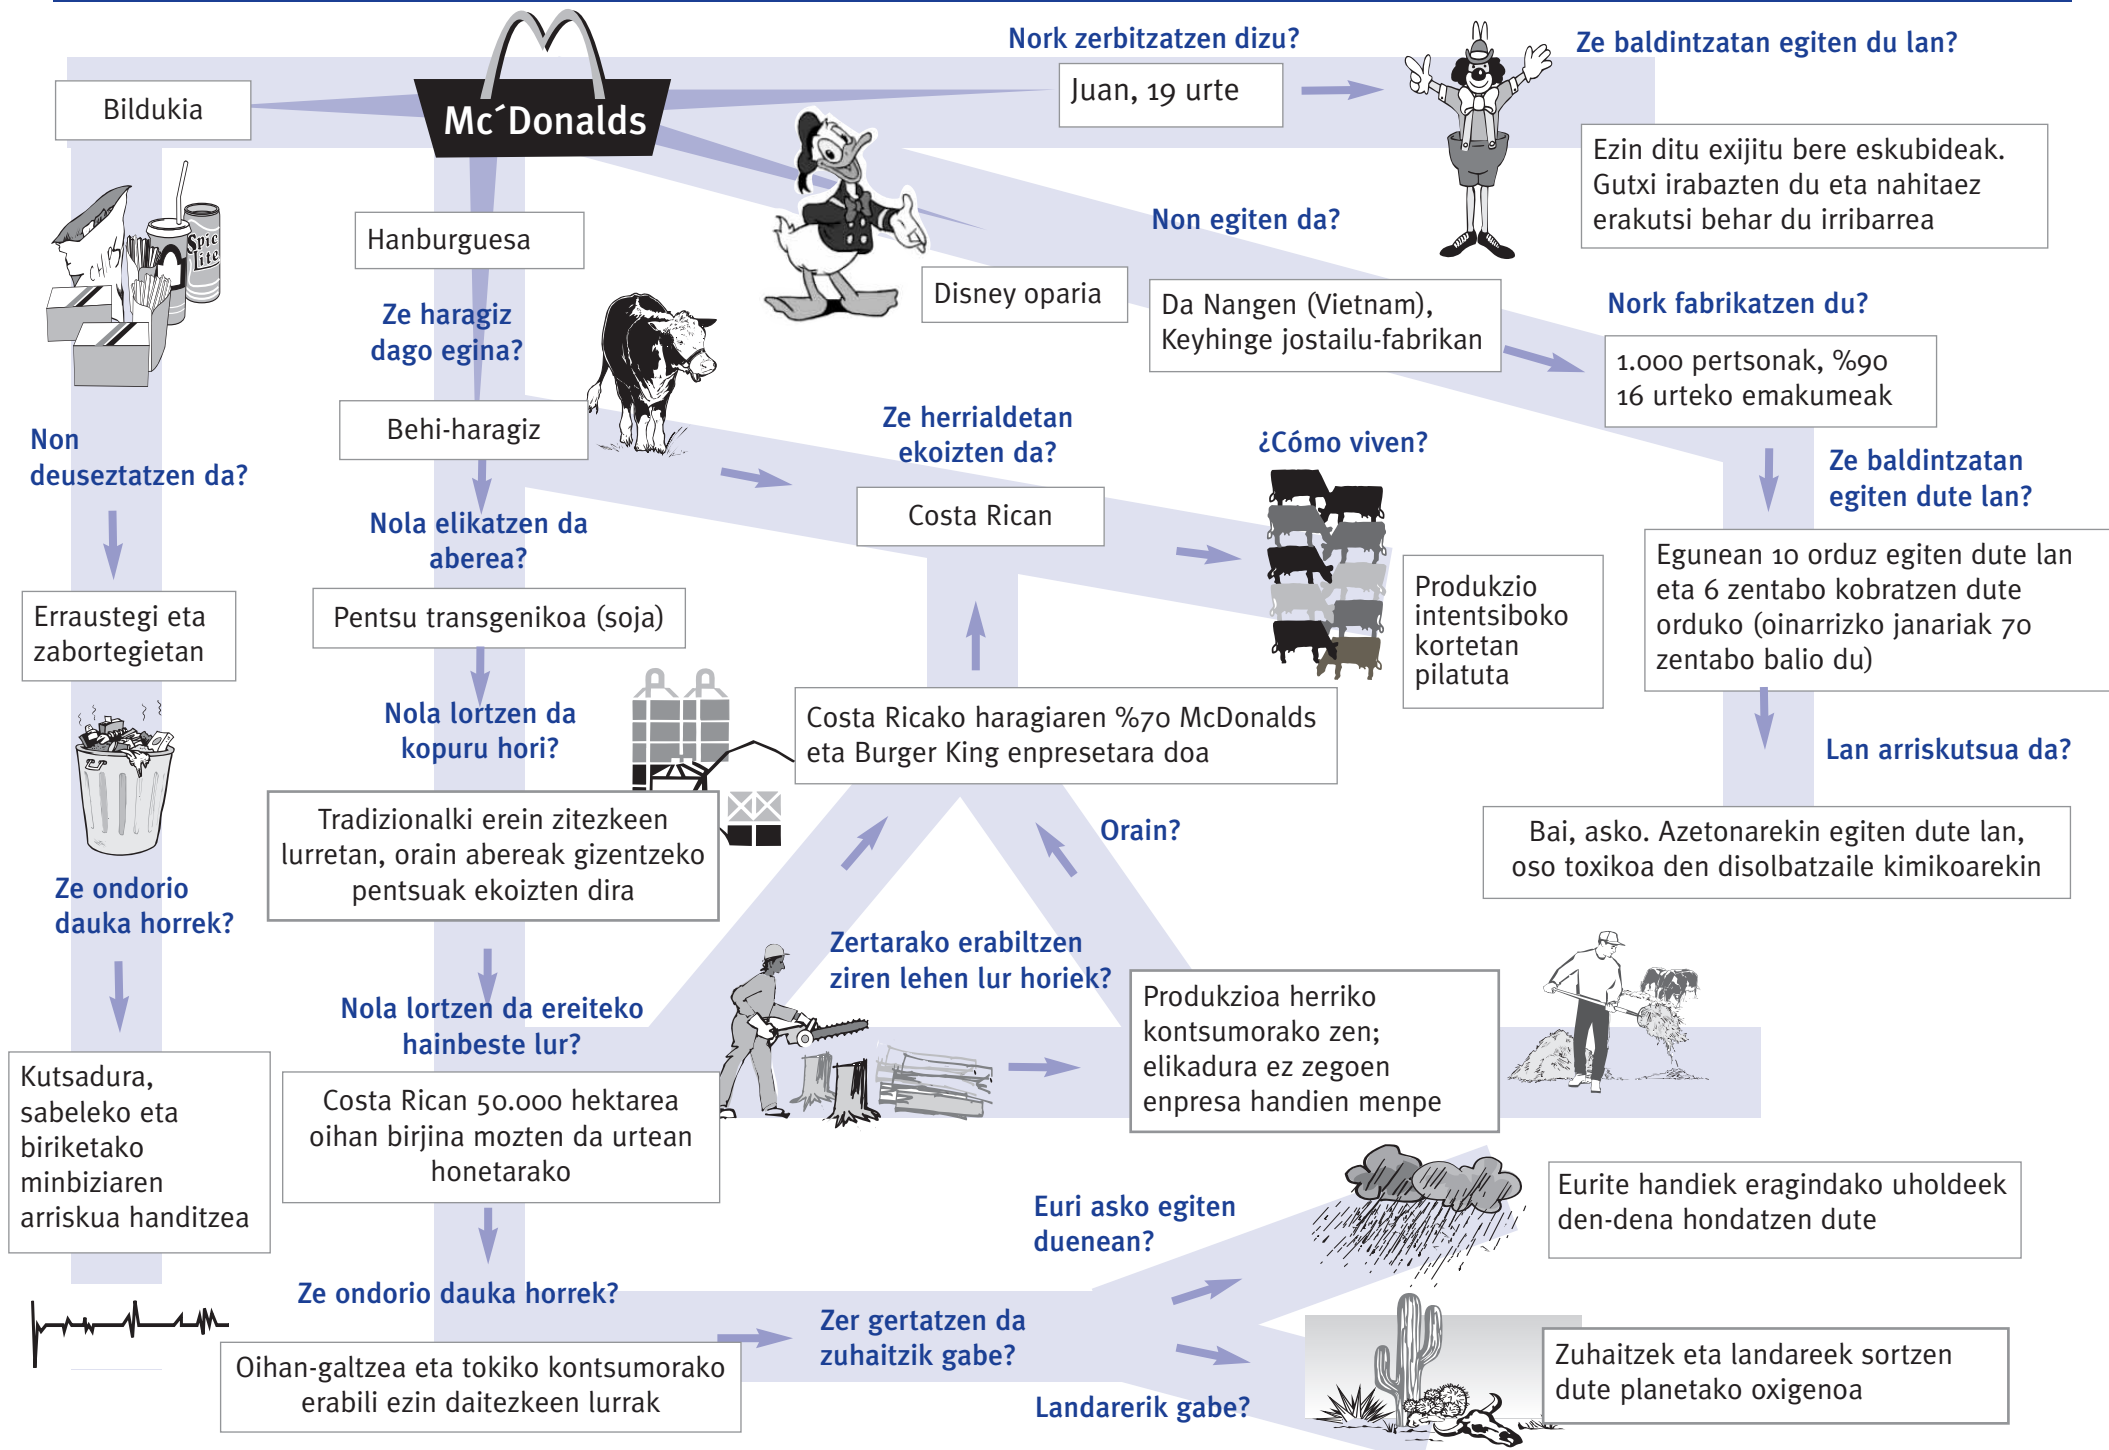 Mc´Donalds
Bildukia
CHIPS
Spic
Lite
Non
deuseztatzen da?
Erraustegi eta
zabortegietan
Ze ondorio
dauka horrek?
Kutsadura,
sabeleko eta
biriketako
minbiziaren
arriskua handitzea
Hanburguesa
Ze haragiz
dago egina?
Behi-haragiz
Nola elikatzen da
aberea?
Pentsu transgenikoa (soja)
Nola lortzen da
kopuru hori?
Tradizionalki erein zitezkeen
lurretan, orain abereak gizentzeko
pentsuak ekoizten dira
Nola lortzen da ereiteko
hainbeste lur?
Costa Rican 50.000 hektarea
oihan birjina mozten da urtean
honetarako
Ze ondorio dauka horrek?
Oihan-galtzea eta tokiko kontsumorako
erabili ezin daitezkeen lurrak
Zer gertatzen da
zuhaitzik gabe?
Euri asko egiten
duenean?
Eurite handiek eragindako uholdeek
den-dena hondatzen dute
Landarerik gabe?
Zuhaitzek eta landareek sortzen
dute planetako oxigenoa
Zertarako erabiltzen
ziren lehen lur horiek?
Produkzioa herriko
kontsumorako zen;
elikadura ez zegoen
enpresa handien menpe
Orain?
Costa Ricako haragiaren %70 McDonalds
eta Burger King enpresetara doa
Ze herrialdetan
ekoizten da?
Costa Rican
¿Cómo viven?
Produkzio
intentsiboko
kortetan
pilatuta
Disney oparia
Non egiten da?
Da Nangen (Vietnam),
Keyhinge jostailu-fabrikan
Nork fabrikatzen du?
1.000 pertsonak, %90
16 urteko emakumeak
Ze baldintzatan
egiten dute lan?
Egunean 10 orduz egiten dute lan
eta 6 zentabo kobratzen dute
orduko (oinarrizko janariak 70
zentabo balio du)
Lan arriskutsua da?
Bai, asko. Azetonarekin egiten dute lan,
oso toxikoa den disolbatzaile kimikoarekin
Nork zerbitzatzen dizu?
Juan, 19 urte
Ze baldintzatan egiten du lan?
Ezin ditu exijitu bere eskubideak.
Gutxi irabazten du eta nahitaez
erakutsi behar du irribarrea